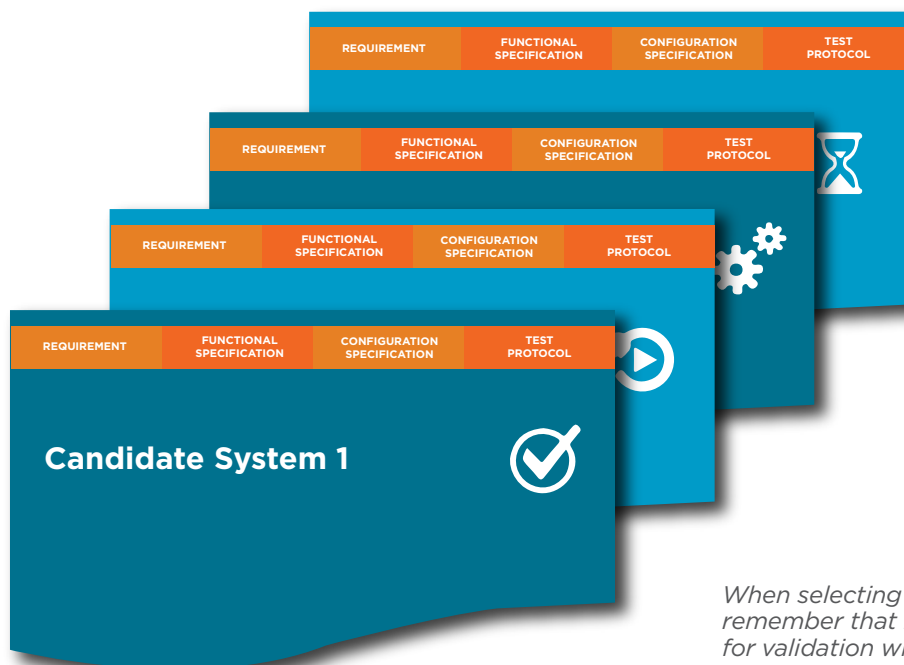 REQUIREMENT
FUNCTIONAL
SPECIFICATION
CONFIGURATION
SPECIFICATION
TEST
PROTOCOL
REQUIREMENT
FUNCTIONAL
SPECIFICATION
CONFIGURATION
SPECIFICATION
TEST
PROTOCOL
REQUIREMENT
FUNCTIONAL
SPECIFICATION
CONFIGURATION
SPECIFICATION
TEST
PROTOCOL
REQUIREMENT
FUNCTIONAL
SPECIFICATION
CONFIGURATION
SPECIFICATION
TEST
PROTOCOL
Candidate System 1
When selecting
remember that
for validation